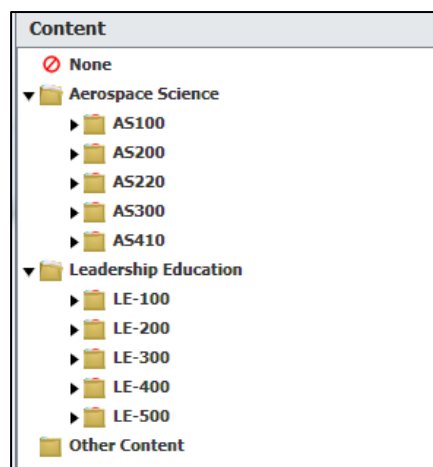 Content
None
Aerospace Science
AS100
AS200
AS220
AS300
AS410
Leadership Education
LE-100
LE-200
LE-300
LE-400
LE-500
Other Content